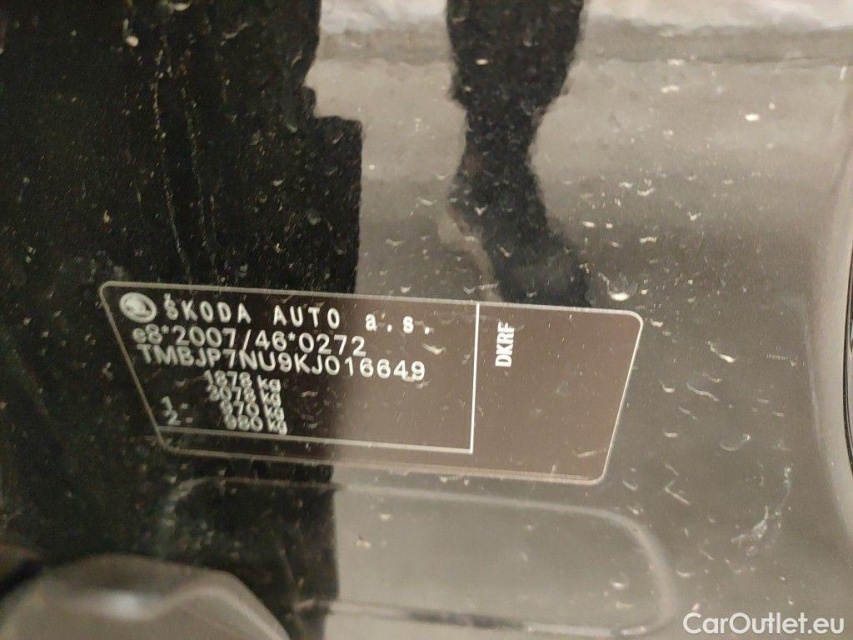 ŠKODA AUTO a.s.
e8*2007/46*0272
TMBJP7NU9KJ016649
1878 kg
3078 kg
1- 970 kg
2- 980 kg
DKRF
CarOutlet.eu